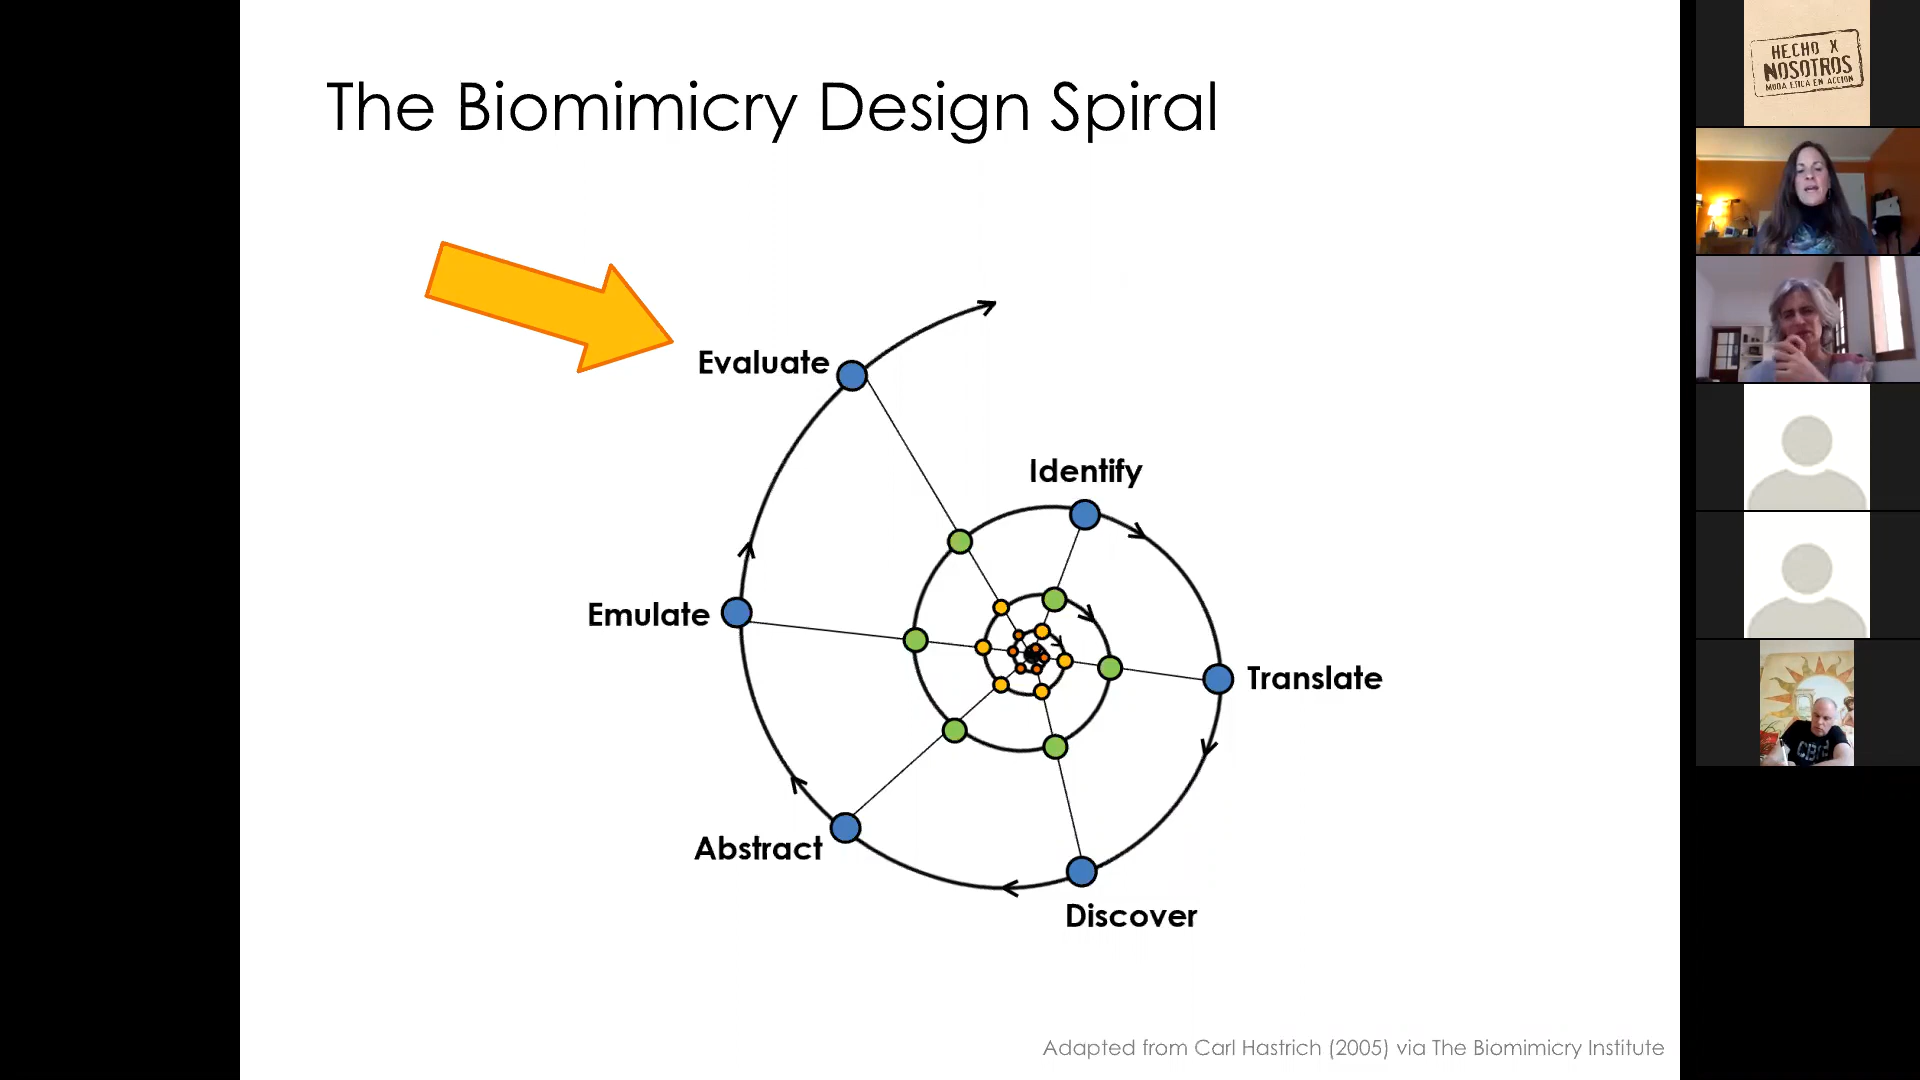 The Biomimicry Design Spiral
Evaluate
Identify
Emulate
Translate
Abstract
Discover
Adapted from Carl Hastrich (2005) via The Biomimicry Institute
HECHO X
NOSOTROS
MODA ETICA EN ACCION